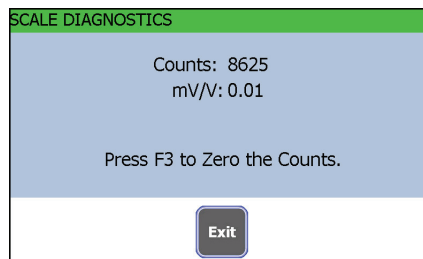 SCALE DIAGNOSTICS
Counts: 8625
mV/V: 0.01
Press F3 to Zero the Counts.
Exit